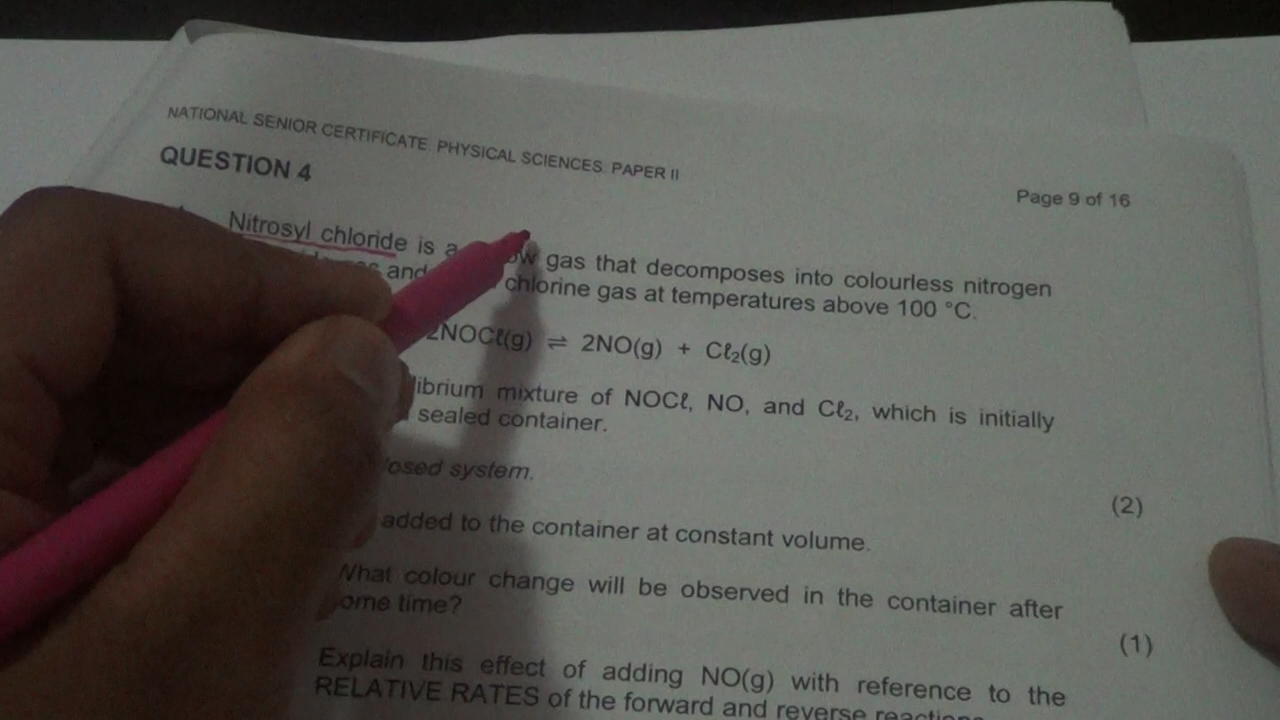 NATIONAL SENIOR CERTIFICATE: PHYSICAL SCIENCES: PAPER II
Page 9 of 16
QUESTION 4
Nitrosyl chloride is a gas that decomposes into colourless nitrogen
and chlorine gas at temperatures above 100 °C.
2NOCℓ(g) ⇌ 2NO(g) + Cℓ₂(g)
mixture of NOCℓ, NO, and Cℓ₂, which is initially
sealed container.
system.
(2)
added to the container at constant volume.
What colour change will be observed in the container after
time?
(1)
Explain this effect of adding NO(g) with reference to the
RELATIVE RATES of the forward and reverse reactions